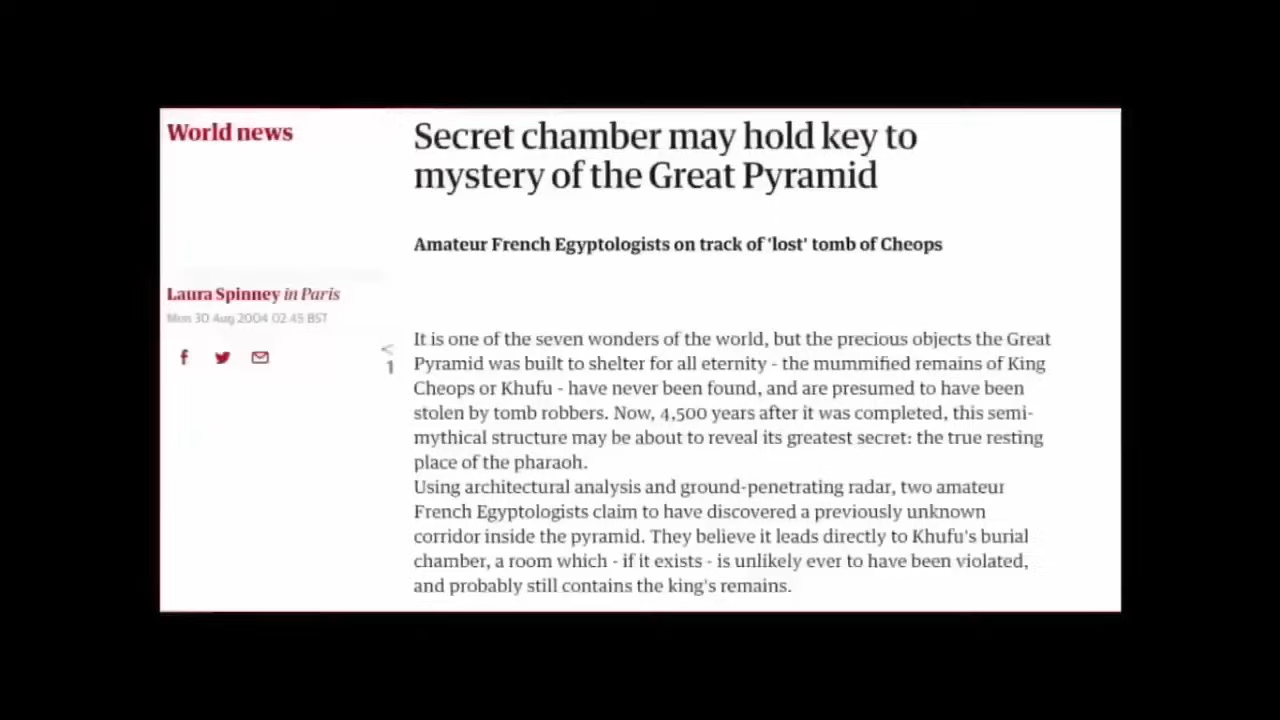 World news
Secret chamber may hold key to
mystery of the Great Pyramid
Amateur French Egyptologists on track of 'lost' tomb of Cheops
Laura Spinney in Paris
Mon 30 Aug 2004 02.45 BST
1
It is one of the seven wonders of the world, but the precious objects the Great
Pyramid was built to shelter for all eternity - the mummified remains of King
Cheops or Khufu - have never been found, and are presumed to have been
stolen by tomb robbers. Now, 4,500 years after it was completed, this semi-
mythical structure may be about to reveal its greatest secret: the true resting
place of the pharaoh.
Using architectural analysis and ground-penetrating radar, two amateur
French Egyptologists claim to have discovered a previously unknown
corridor inside the pyramid. They believe it leads directly to Khufu's burial
chamber, a room which - if it exists - is unlikely ever to have been violated,
and probably still contains the king's remains.